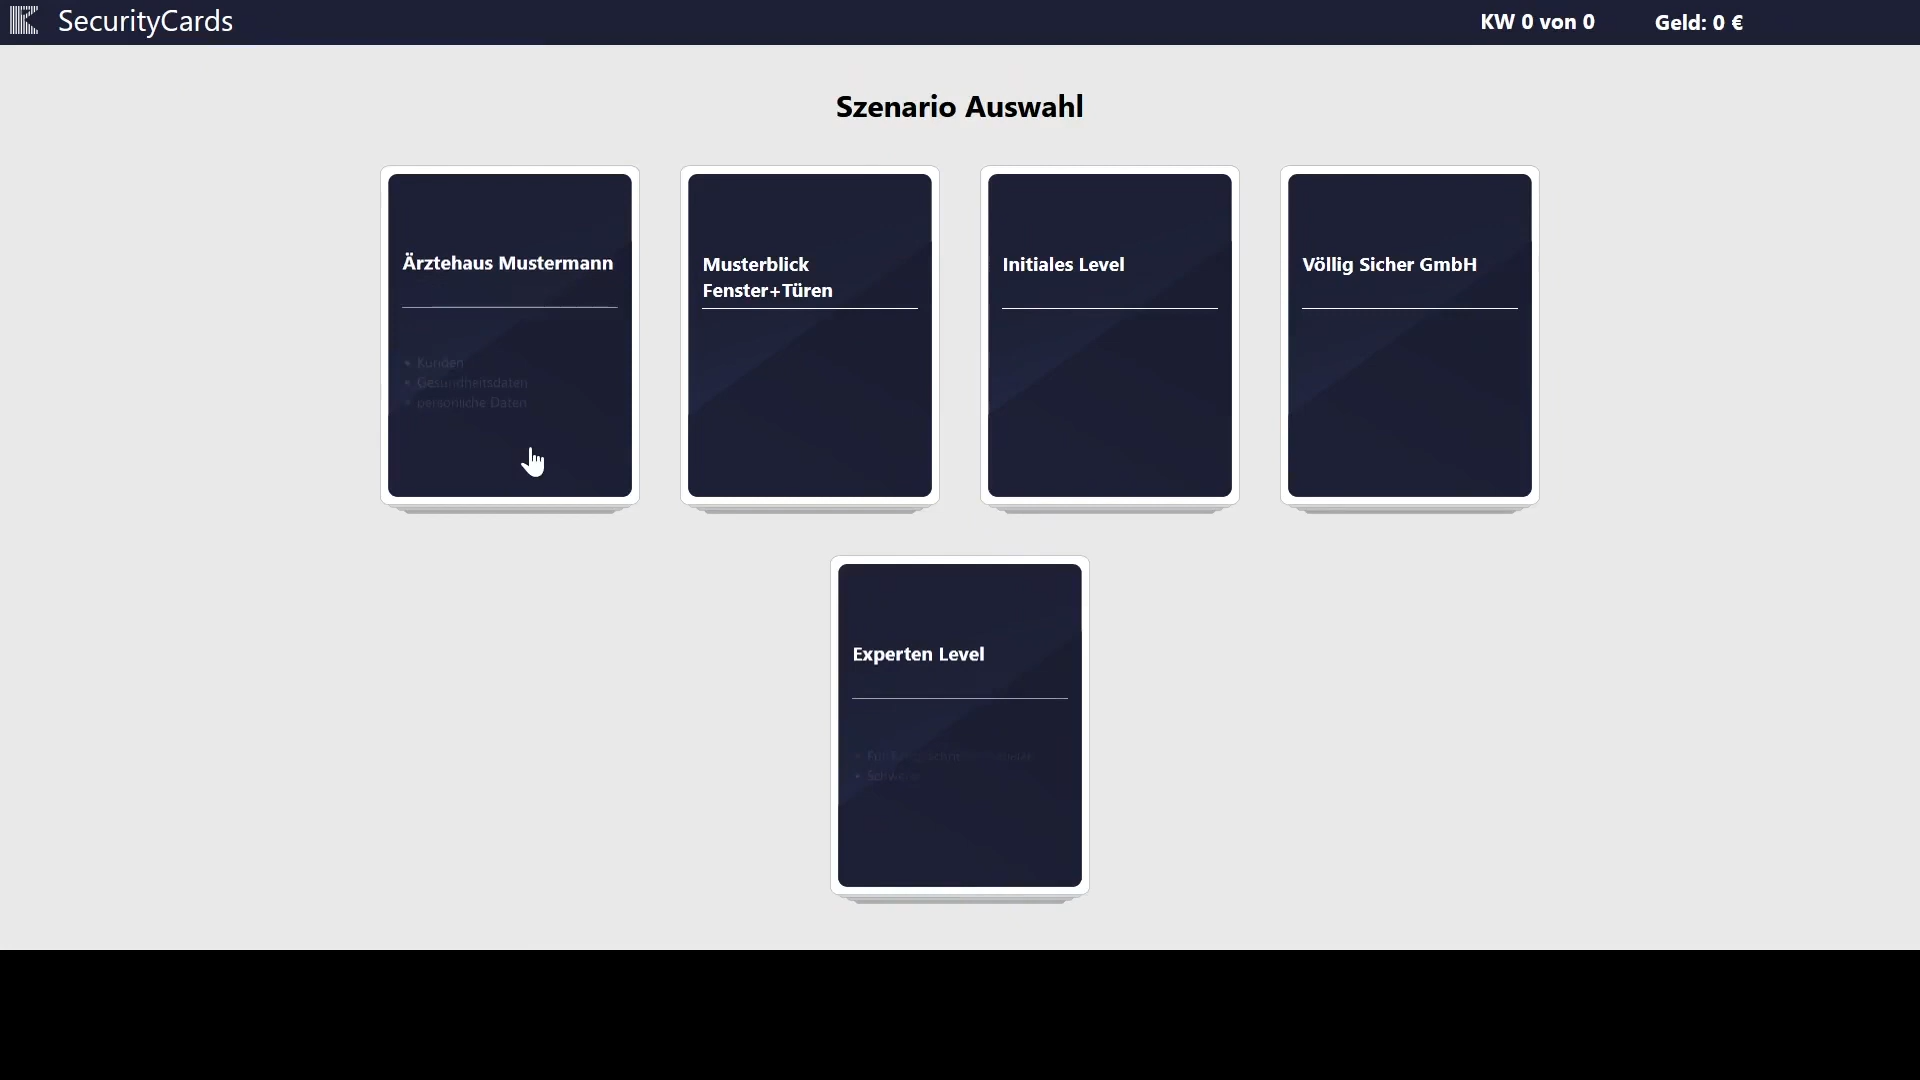 SecurityCards
KW 0 von 0
Geld: 0 €
Szenario Auswahl
Ärztehaus Mustermann
• Kunden
• Gesundheitsdaten
• persönliche Daten
Musterblick
Fenster+Türen
Initiales Level
Völlig Sicher GmbH
Experten Level